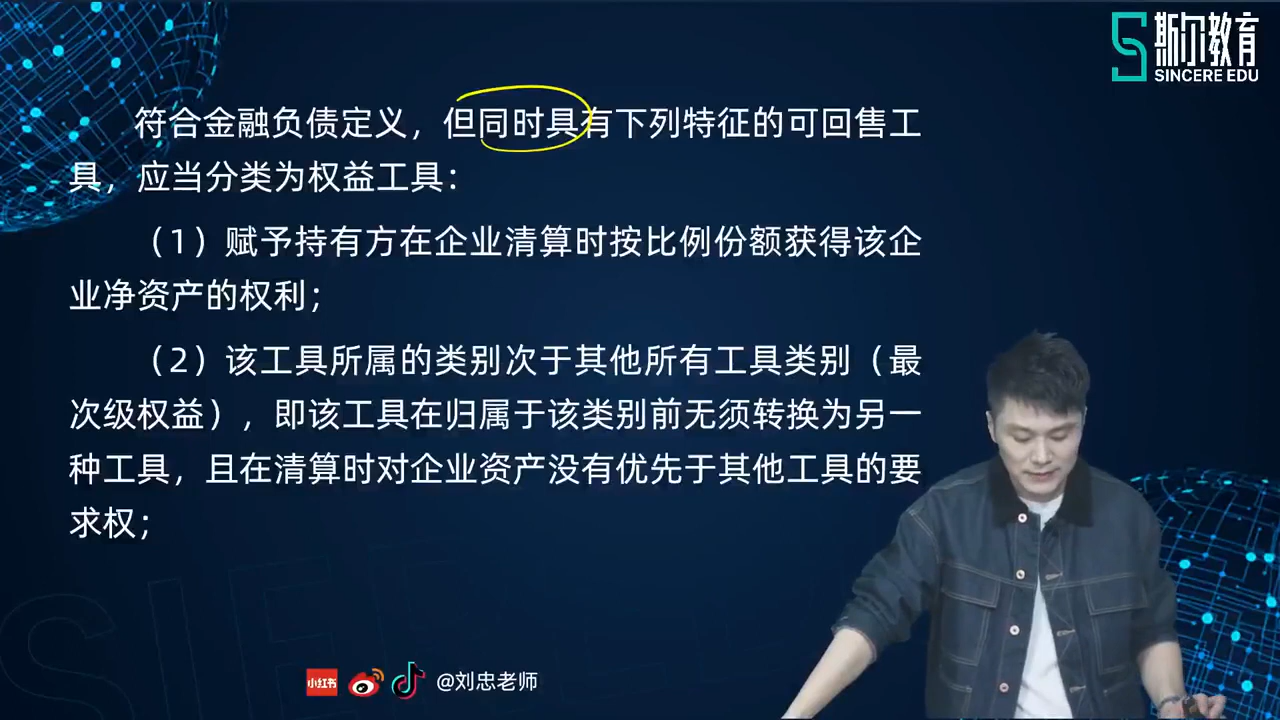 斯尔教育
SINCERE EDU
符合金融负债定义，但同时具有下列特征的可回售工
具，应当分类为权益工具：
（1）赋予持有方在企业清算时按比例份额获得该企
业净资产的权利；
（2）该工具所属的类别次于其他所有工具类别（最
次级权益），即该工具在归属于该类别前无须转换为另一
种工具，且在清算时对企业资产没有优先于其他工具的要
求权；
小红书 @刘忠老师